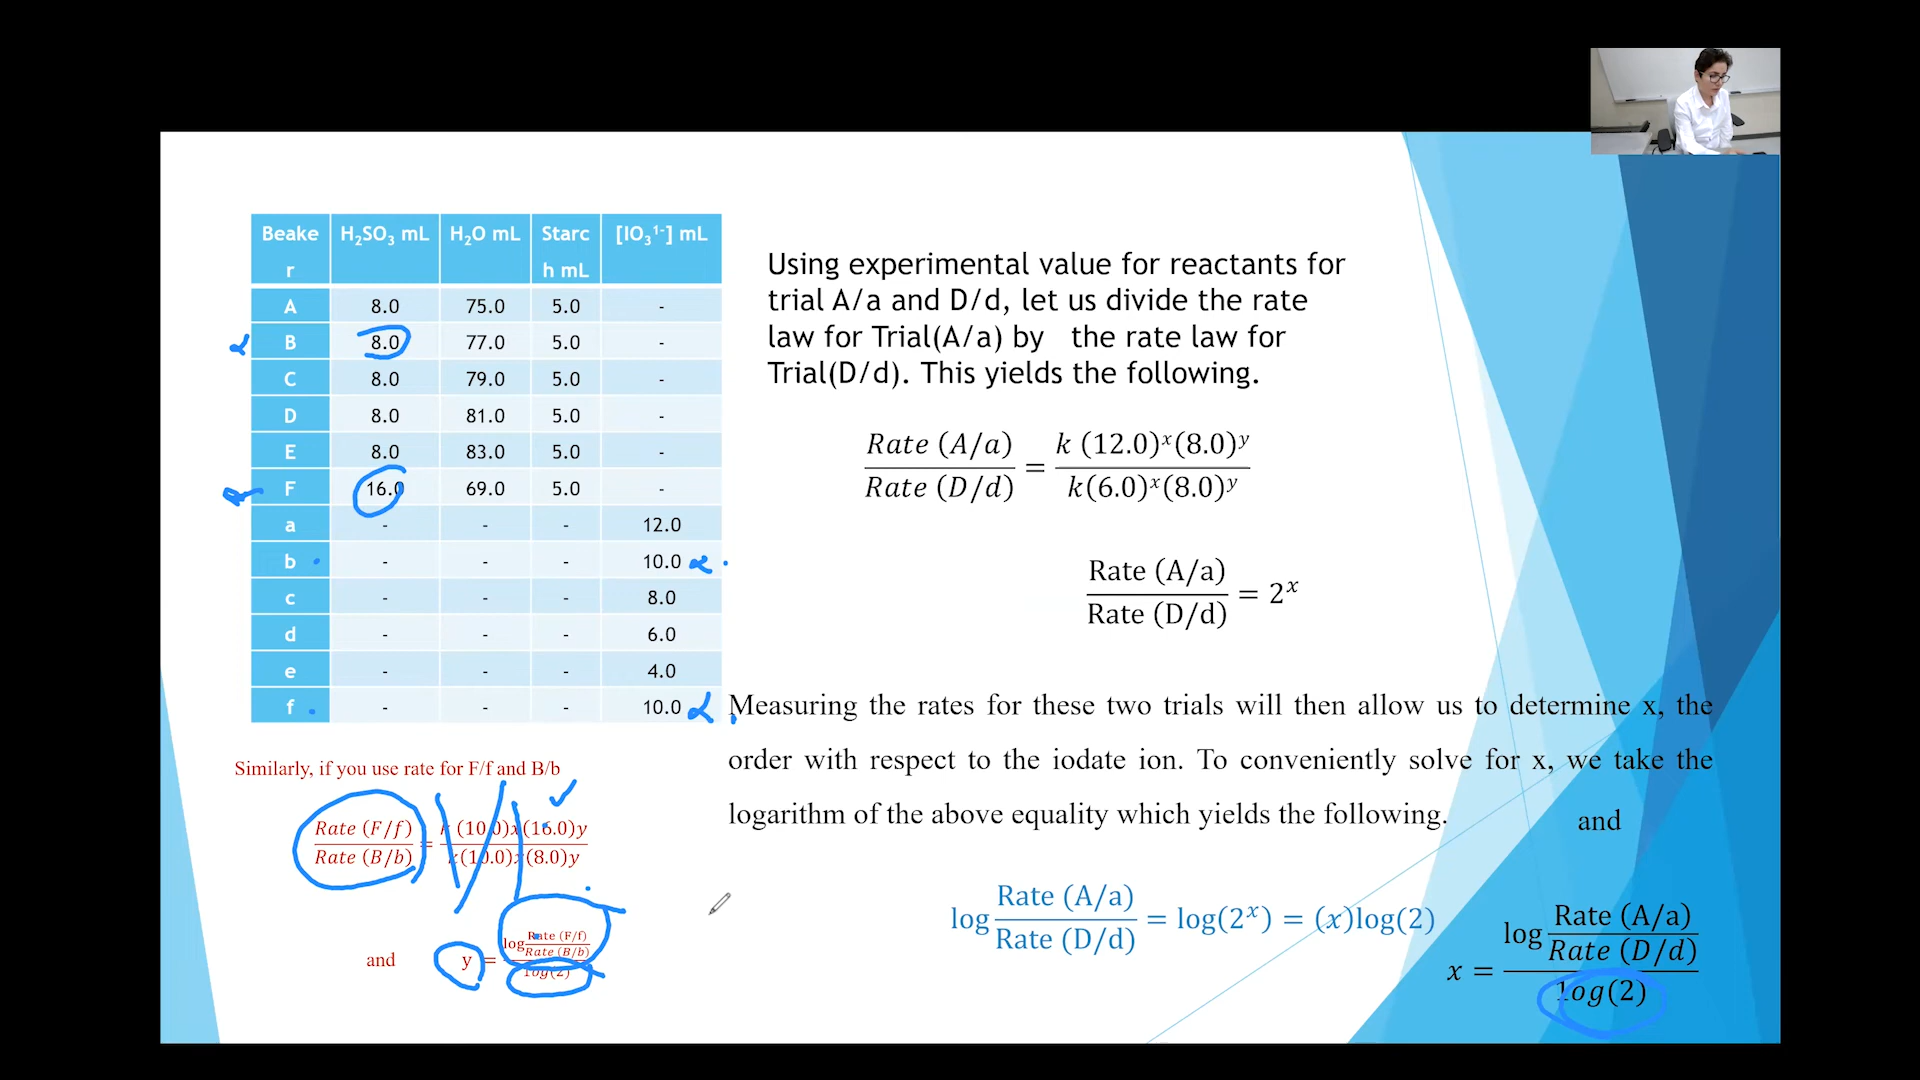 Beake H₂SO₃ mL H₂O mL Starc [IO₃¹⁻] mL
r h mL
A 8.0 75.0 5.0 -
B 8.0 77.0 5.0 -
C 8.0 79.0 5.0 -
D 8.0 81.0 5.0 -
E 8.0 83.0 5.0 -
F 16.0 69.0 5.0 -
a - - - 12.0
b - - - 10.0
c - - - 8.0
d - - - 6.0
e - - - 4.0
f - - - 10.0
Similarly, if you use rate for F/f and B/b
Rate (F/f) = k (10.0)x(16.0)y
Rate (B/b) k(10.0)x(8.0)y
and y = log Rate (F/f)
Rate (B/b)
log(2)
Using experimental value for reactants for
trial A/a and D/d, let us divide the rate
law for Trial(A/a) by the rate law for
Trial(D/d). This yields the following.
Rate (A/a) = k (12.0)ˣ(8.0)ʸ
Rate (D/d) k(6.0)ˣ(8.0)ʸ
Rate (A/a) = 2ˣ
Rate (D/d)
Measuring the rates for these two trials will then allow us to determine x, the
order with respect to the iodate ion. To conveniently solve for x, we take the
logarithm of the above equality which yields the following.
and
log Rate (A/a) = log(2ˣ) = (x)log(2)
Rate (D/d)
x = log Rate (A/a)
Rate (D/d)
log(2)